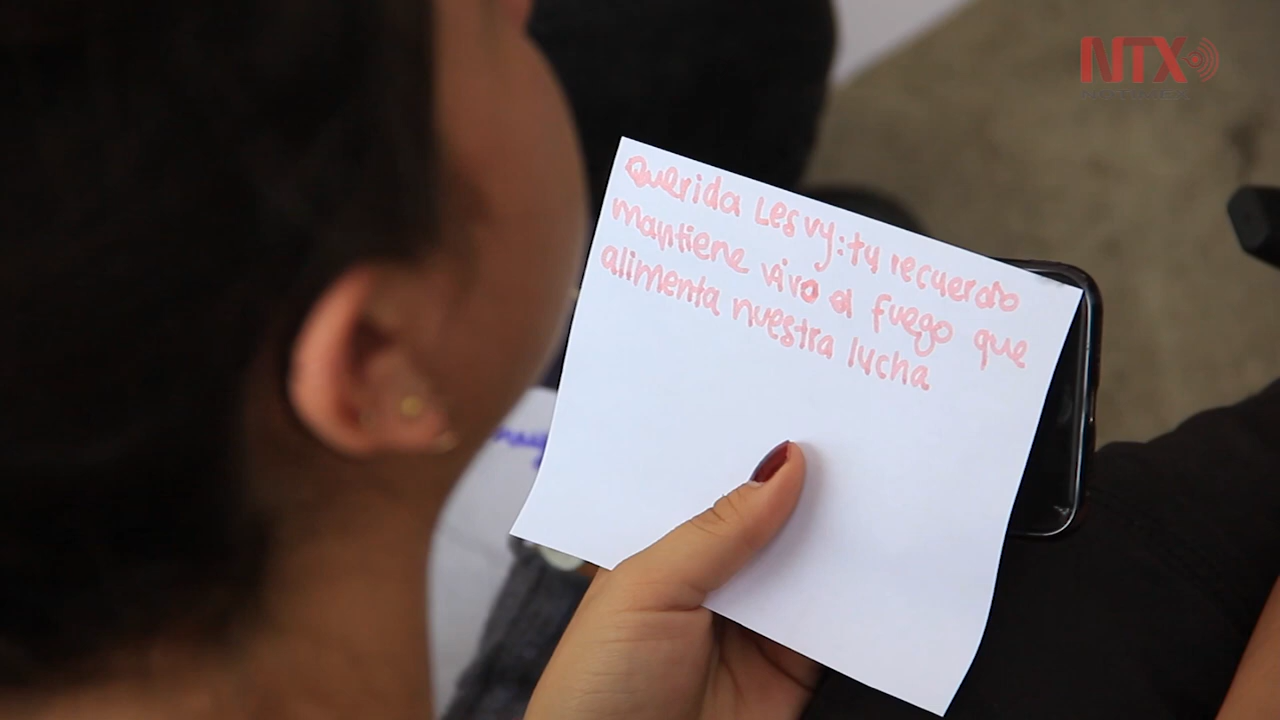 NTX
Querida Lesvy: tu recuerdo
mantiene vivo el fuego que
alimenta nuestra lucha